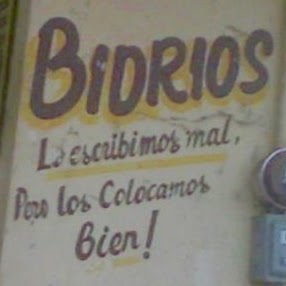 BIDRIOS
Lo escribimos mal,
Pero los Colocamos
Bien!